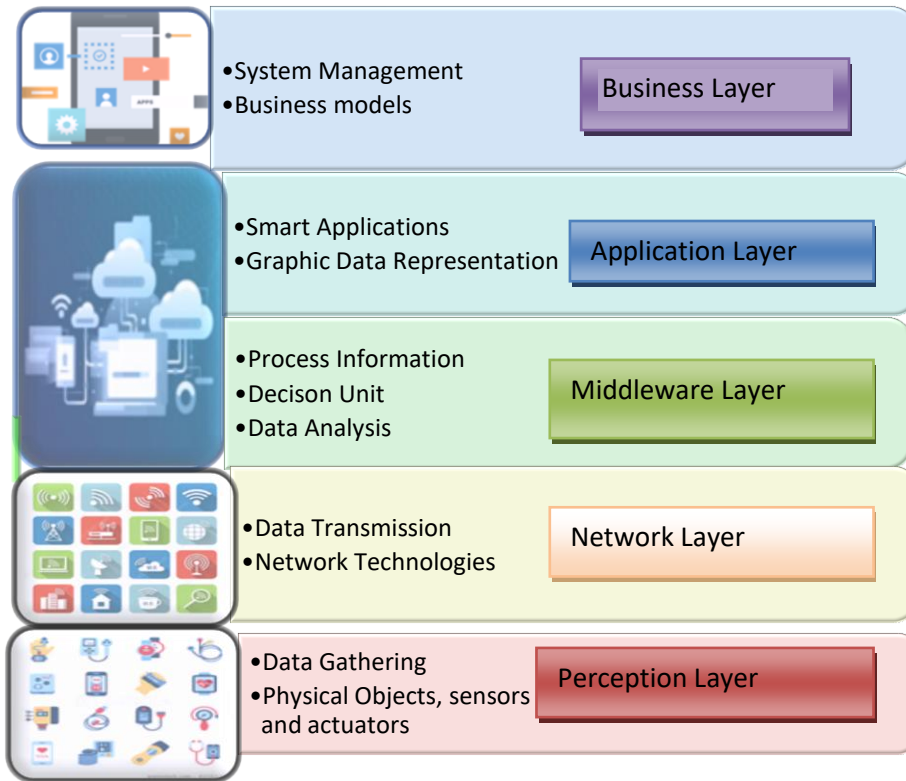 APPS
•System Management
•Business models
Business Layer
•Smart Applications
•Graphic Data Representation
Application Layer
•Process Information
•Decison Unit
•Data Analysis
Middleware Layer
•Data Transmission
•Network Technologies
Network Layer
•Data Gathering
•Physical Objects, sensors
and actuators
Perception Layer